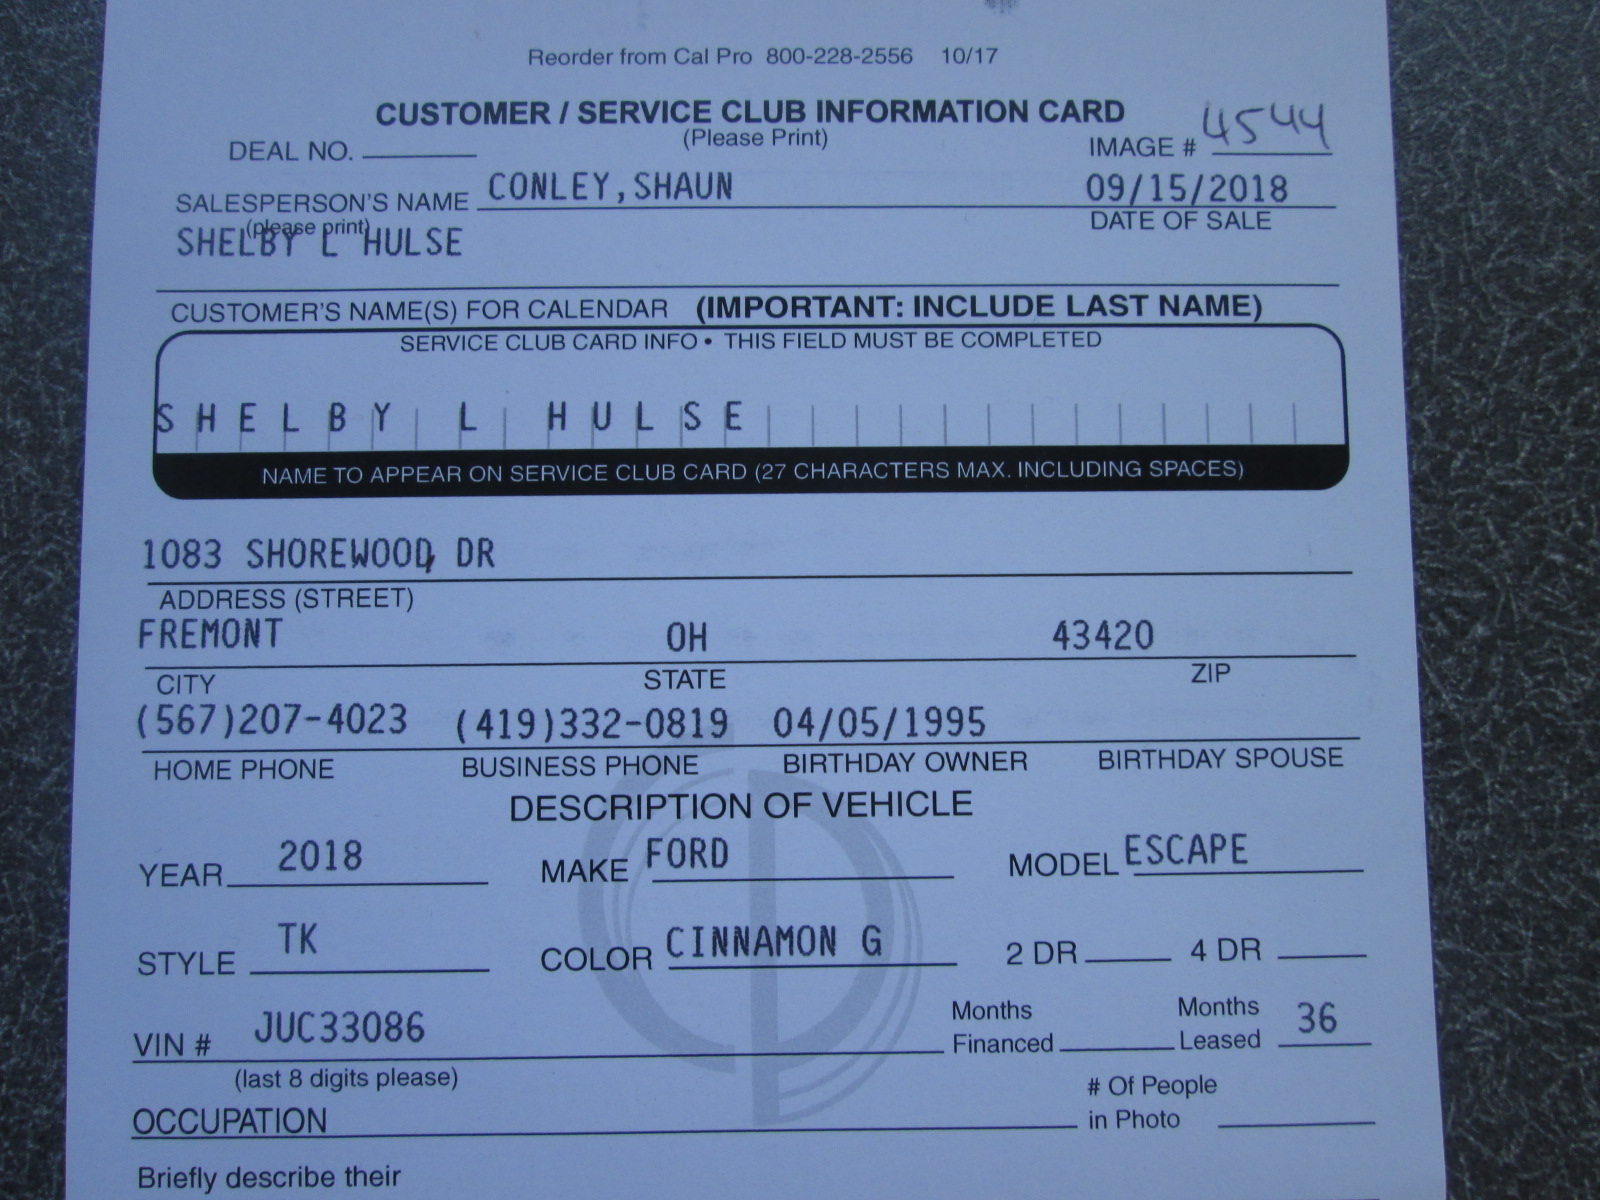 Reorder from Cal Pro 800-228-2556 10/17
CUSTOMER / SERVICE CLUB INFORMATION CARD
(Please Print)
DEAL NO. IMAGE # 4544
SALESPERSON'S NAME CONLEY,SHAUN 09/15/2018
(please print) DATE OF SALE
SHELBY L HULSE
CUSTOMER'S NAME(S) FOR CALENDAR (IMPORTANT: INCLUDE LAST NAME)
SERVICE CLUB CARD INFO • THIS FIELD MUST BE COMPLETED
SHELBY L HULSE
NAME TO APPEAR ON SERVICE CLUB CARD (27 CHARACTERS MAX. INCLUDING SPACES)
1083 SHOREWOOD DR
ADDRESS (STREET)
FREMONT OH 43420
CITY STATE ZIP
(567)207-4023 (419)332-0819 04/05/1995
HOME PHONE BUSINESS PHONE BIRTHDAY OWNER BIRTHDAY SPOUSE
DESCRIPTION OF VEHICLE
YEAR 2018 MAKE FORD MODEL ESCAPE
STYLE TK COLOR CINNAMON G 2 DR 4 DR
VIN # JUC33086 Months Financed Months Leased 36
(last 8 digits please)
OCCUPATION # Of People in Photo
Briefly describe their